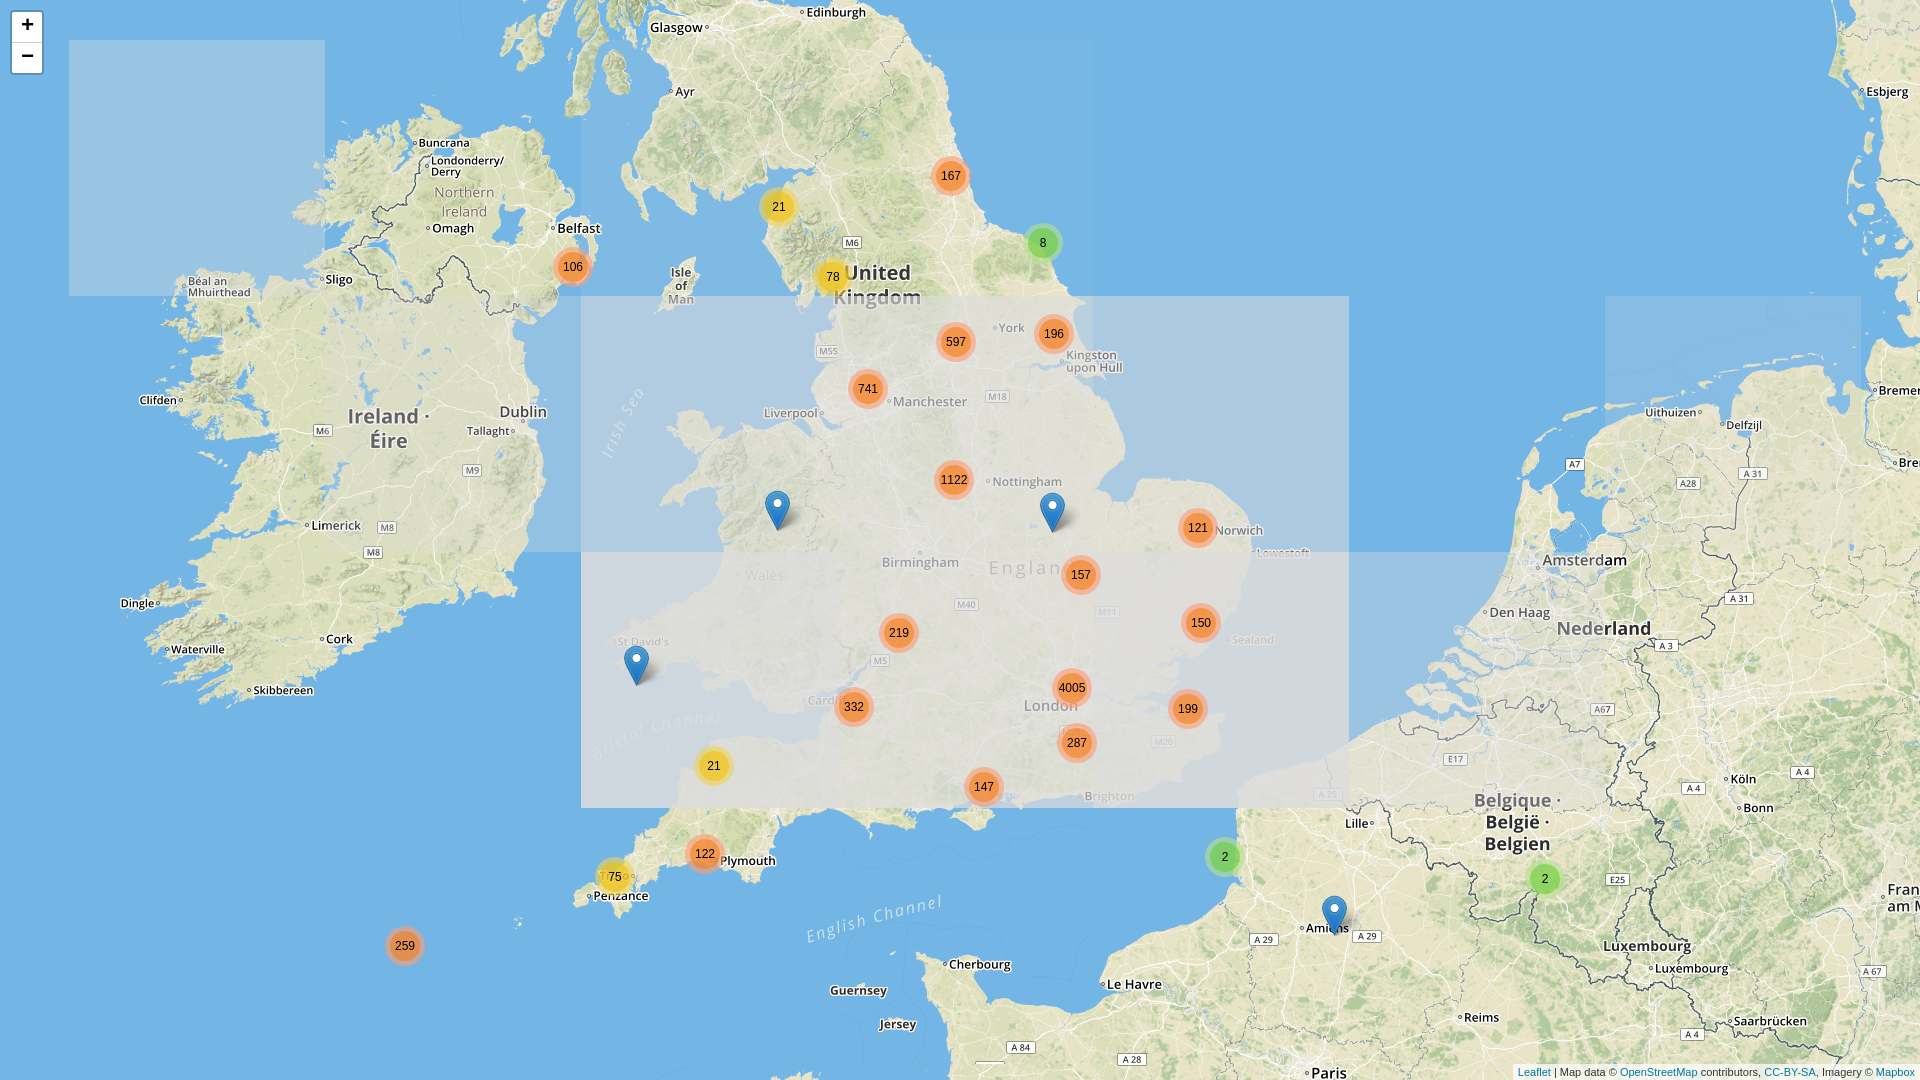 +
−
Edinburgh
Glasgow
Ayr
Esbjerg
Buncrana
Londonderry/
Derry
Northern
Ireland
Omagh
Belfast
167
21
8
M6
106
78
United
Kingdom
Isle
of
Man
Sligo
Béal an
Mhuirthead
York
196
597
M55
Kingston
upon Hull
741
Manchester
M18
Liverpool
Irish Sea
Clifden
Dublin
Tallaght
Ireland ·
Éire
M6
M9
Uithuizen
Delfzijl
A7
A 31
A28
1122
Nottingham
Limerick
M8
M8
121
Norwich
Lowestoft
Amsterdam
Birmingham
Wales
157
Dingle
M40
M11
A 31
Den Haag
Nederland
A 3
150
Sealand
219
Cork
Waterville
St David's
M5
Skibbereen
4005
London
199
332
A67
Bristol Channel
287
M20
E17
21
147
Brighton
A 25
Köln
A 4
A 4
Bonn
Belgique ·
België ·
Belgien
Lille
122
Plymouth
75
Penzance
2
2
E25
English Channel
Amiens
A 29
A 29
259
Luxembourg
Luxembourg
A 67
Cherbourg
Guernsey
Le Havre
Jersey
Reims
Saarbrücken
A 4
A 84
A 28
Paris
Leaflet | Map data © OpenStreetMap contributors, CC-BY-SA, Imagery © Mapbox